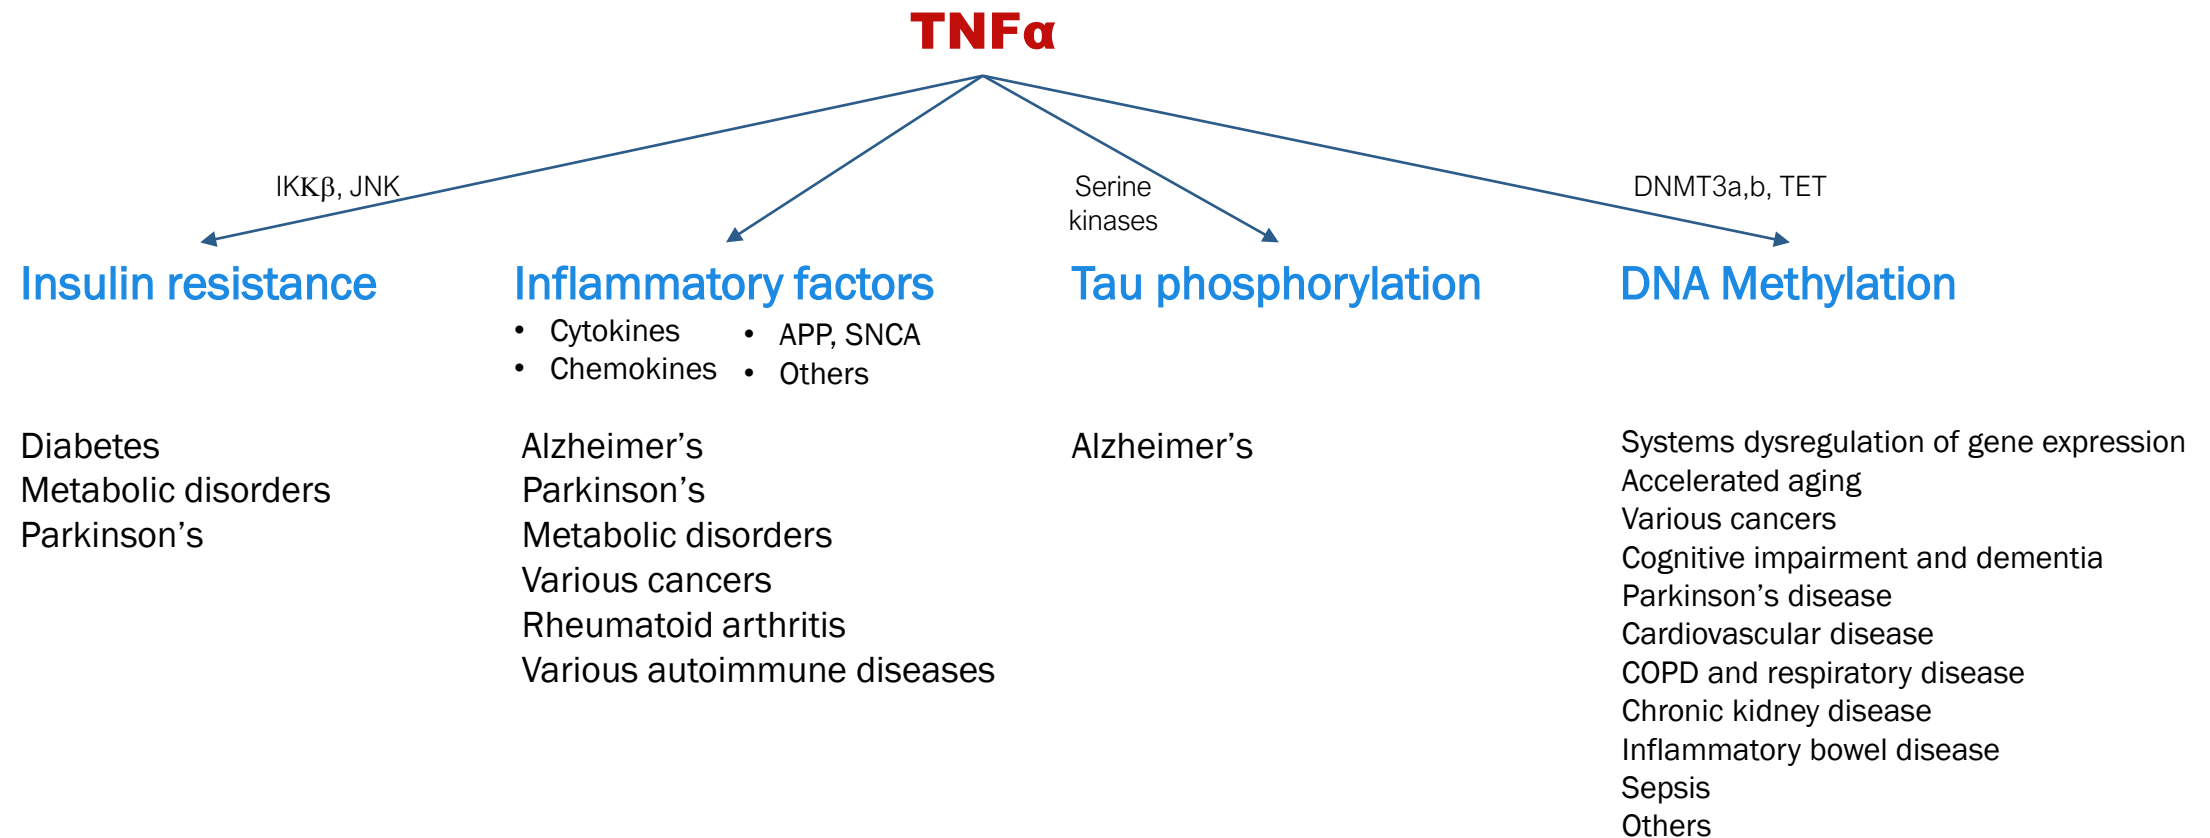 TNFα
IKKβ, JNK
Serine
kinases
DNMT3a,b, TET
Insulin resistance
Diabetes
Metabolic disorders
Parkinson’s
Inflammatory factors
• Cytokines
• Chemokines
• APP, SNCA
• Others
Alzheimer’s
Parkinson’s
Metabolic disorders
Various cancers
Rheumatoid arthritis
Various autoimmune diseases
Tau phosphorylation
Alzheimer’s
DNA Methylation
Systems dysregulation of gene expression
Accelerated aging
Various cancers
Cognitive impairment and dementia
Parkinson’s disease
Cardiovascular disease
COPD and respiratory disease
Chronic kidney disease
Inflammatory bowel disease
Sepsis
Others